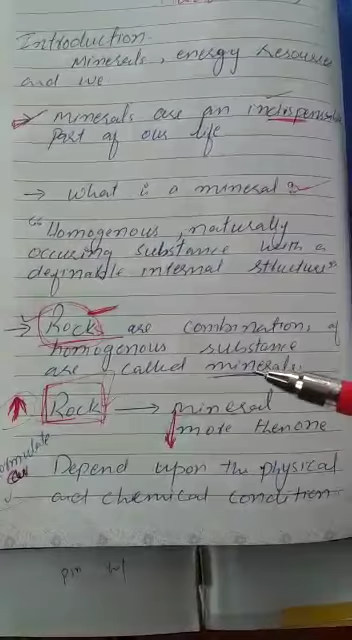 Introduction.
Minerals, energy resources
and we
→ Minerals are an indispensable
part of our life
→ What is a mineral?
"Homogenous, naturally
occuring substance with a
definable internal structure"
→ Rocks are combination of
homogenous substance
are called minerals.
Rock → mineral
more then one
Depend upon the physical
and chemical condition